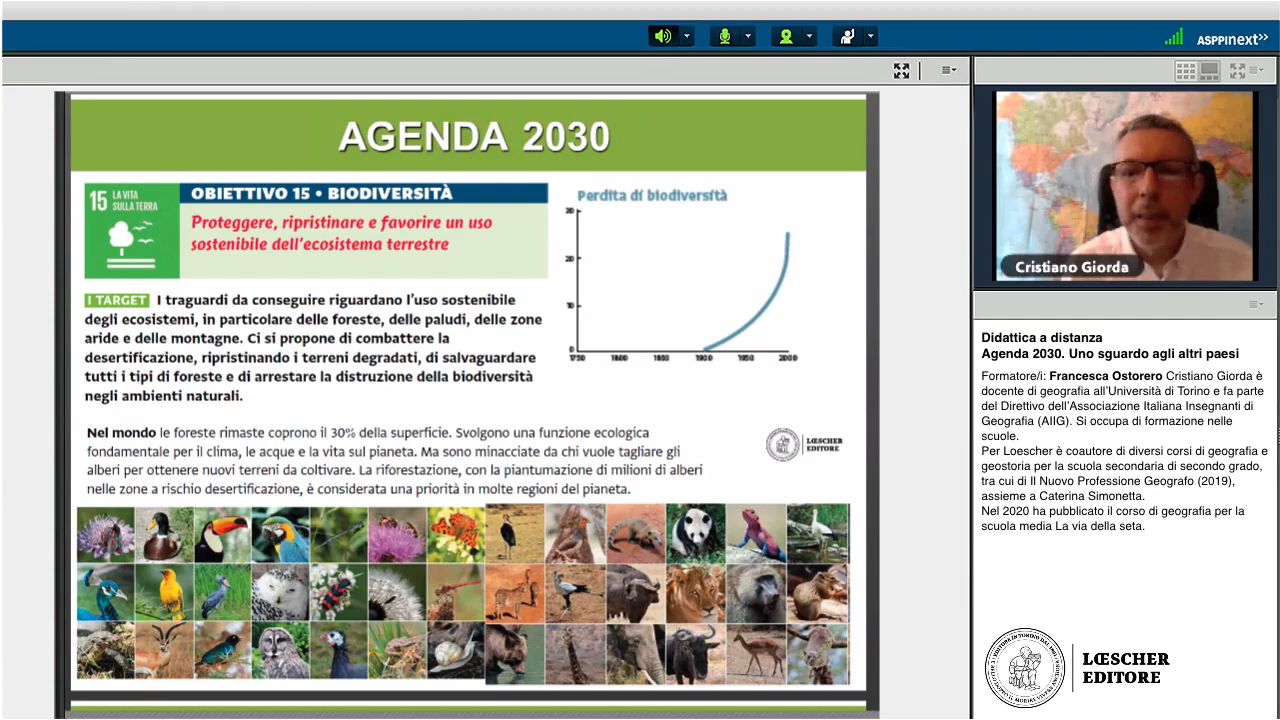 ASPPInext>>
AGENDA 2030
15 LA VITA
SULLA TERRA
OBIETTIVO 15 • BIODIVERSITÀ
Proteggere, ripristinare e favorire un uso
sostenibile dell'ecosistema terrestre
Perdita di biodiversità
30
20
10
0
1750 1800 1850 1900 1950 2000
I TARGET I traguardi da conseguire riguardano l'uso sostenibile
degli ecosistemi, in particolare delle foreste, delle paludi, delle zone
aride e delle montagne. Ci si propone di combattere la
desertificazione, ripristinando i terreni degradati, di salvaguardare
tutti i tipi di foreste e di arrestare la distruzione della biodiversità
negli ambienti naturali.
Nel mondo le foreste rimaste coprono il 30% della superficie. Svolgono una funzione ecologica
fondamentale per il clima, le acque e la vita sul pianeta. Ma sono minacciate da chi vuole tagliare gli
alberi per ottenere nuovi terreni da coltivare. La riforestazione, con la piantumazione di milioni di alberi
nelle zone a rischio desertificazione, è considerata una priorità in molte regioni del pianeta.
LŒSCHER
EDITORE
Cristiano Giorda
Didattica a distanza
Agenda 2030. Uno sguardo agli altri paesi
Formatore/i: Francesca Ostorero Cristiano Giorda è
docente di geografia all'Università di Torino e fa parte
del Direttivo dell'Associazione Italiana Insegnanti di
Geografia (AIIG). Si occupa di formazione nelle
scuole.
Per Loescher è coautore di diversi corsi di geografia e
geostoria per la scuola secondaria di secondo grado,
tra cui di Il Nuovo Professione Geografo (2019),
assieme a Caterina Simonetta.
Nel 2020 ha pubblicato il corso di geografia per la
scuola media La via della seta.
LŒSCHER
EDITORE